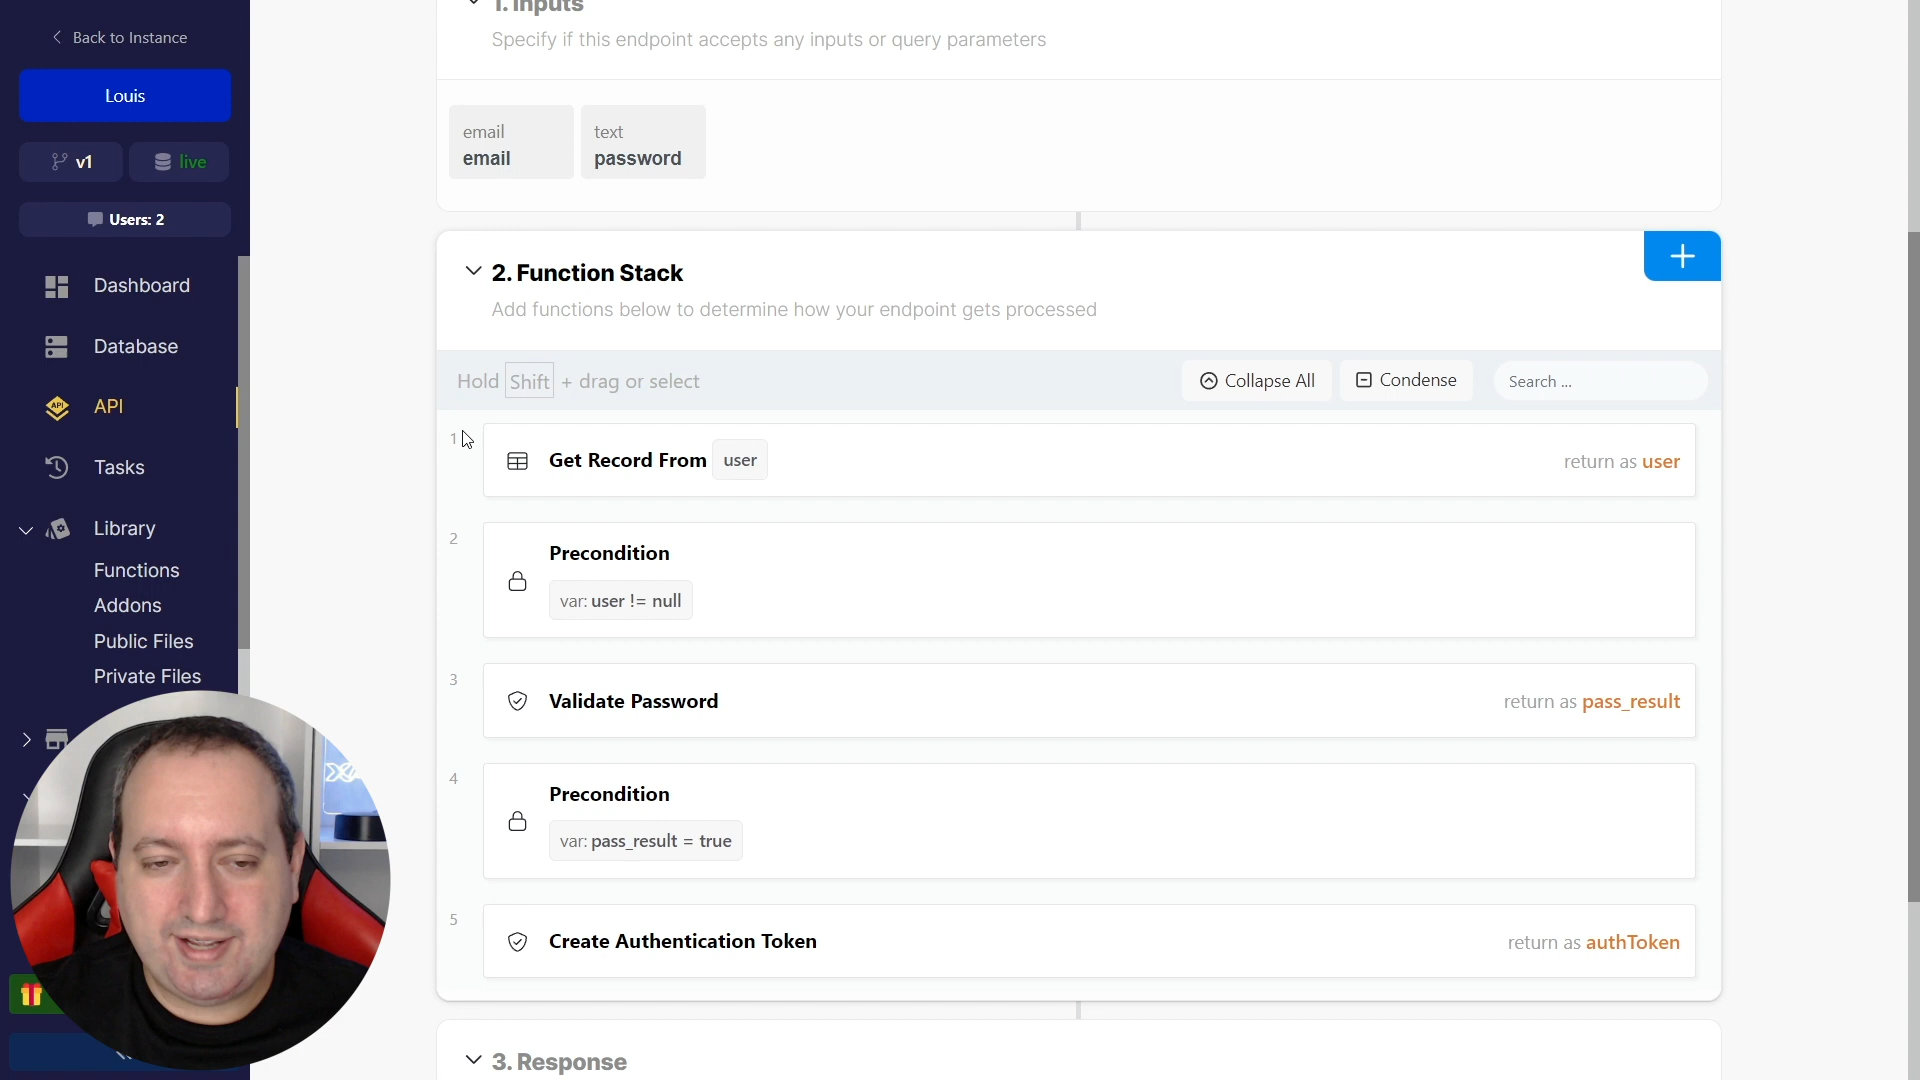 Back to Instance
Louis
v1
live
Users: 2
Dashboard
Database
API
API
Tasks
Library
Functions
Addons
Public Files
Private Files
1. Inputs
Specify if this endpoint accepts any inputs or query parameters
email
email
text
password
2. Function Stack
Add functions below to determine how your endpoint gets processed
Hold Shift + drag or select
Collapse All
Condense
Search ...
1
Get Record From user
return as user
2
Precondition
var: user != null
3
Validate Password
return as pass_result
4
Precondition
var: pass_result = true
5
Create Authentication Token
return as authToken
3. Response